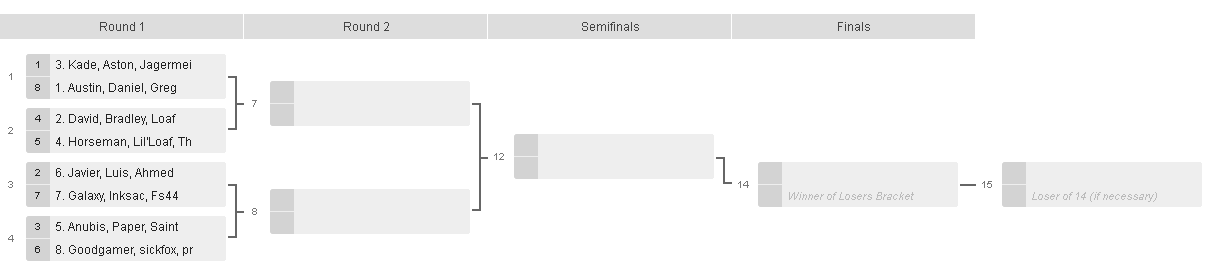 Round 1
Round 2
Semifinals
Finals
1
1 3. Kade, Aston, Jagermei
8 1. Austin, Daniel, Greg
2
4 2. David, Bradley, Loaf
5 4. Horseman, Lil'Loaf, Th
3
2 6. Javier, Luis, Ahmed
7 7. Galaxy, Inksac, Fs44
4
3 5. Anubis, Paper, Saint
6 8. Goodgamer, sickfox, pr
7
8
12
14
Winner of Losers Bracket
15
Loser of 14 (if necessary)